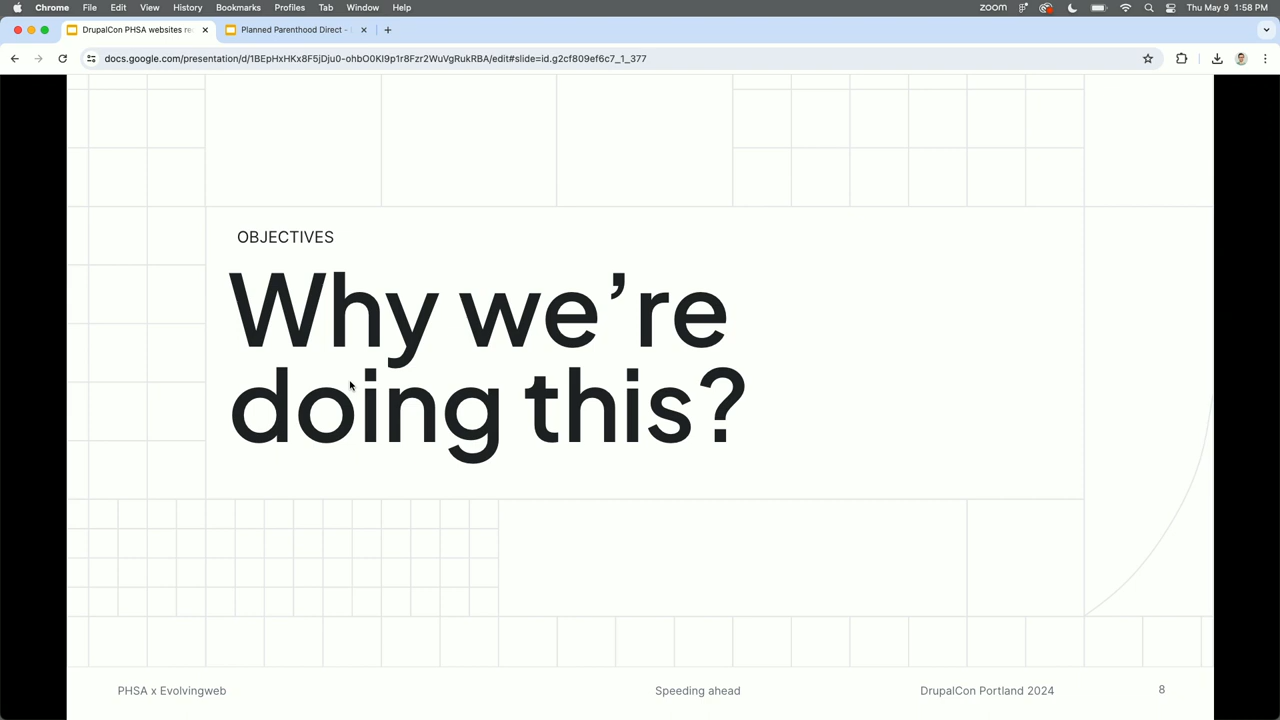 Chrome File Edit View History Bookmarks Profiles Tab Window Help zoom Thu May 9 1:58 PM
DrupalCon PHSA websites re Planned Parenthood Direct -
docs.google.com/presentation/d/1BEpHxHKx8F5jDju0-ohbO0KI9p1r8Fzr2WuVgRukRBA/edit#slide=id.g2cf809ef6c7_1_377
OBJECTIVES
Why we’re
doing this?
PHSA x Evolvingweb Speeding ahead DrupalCon Portland 2024 8